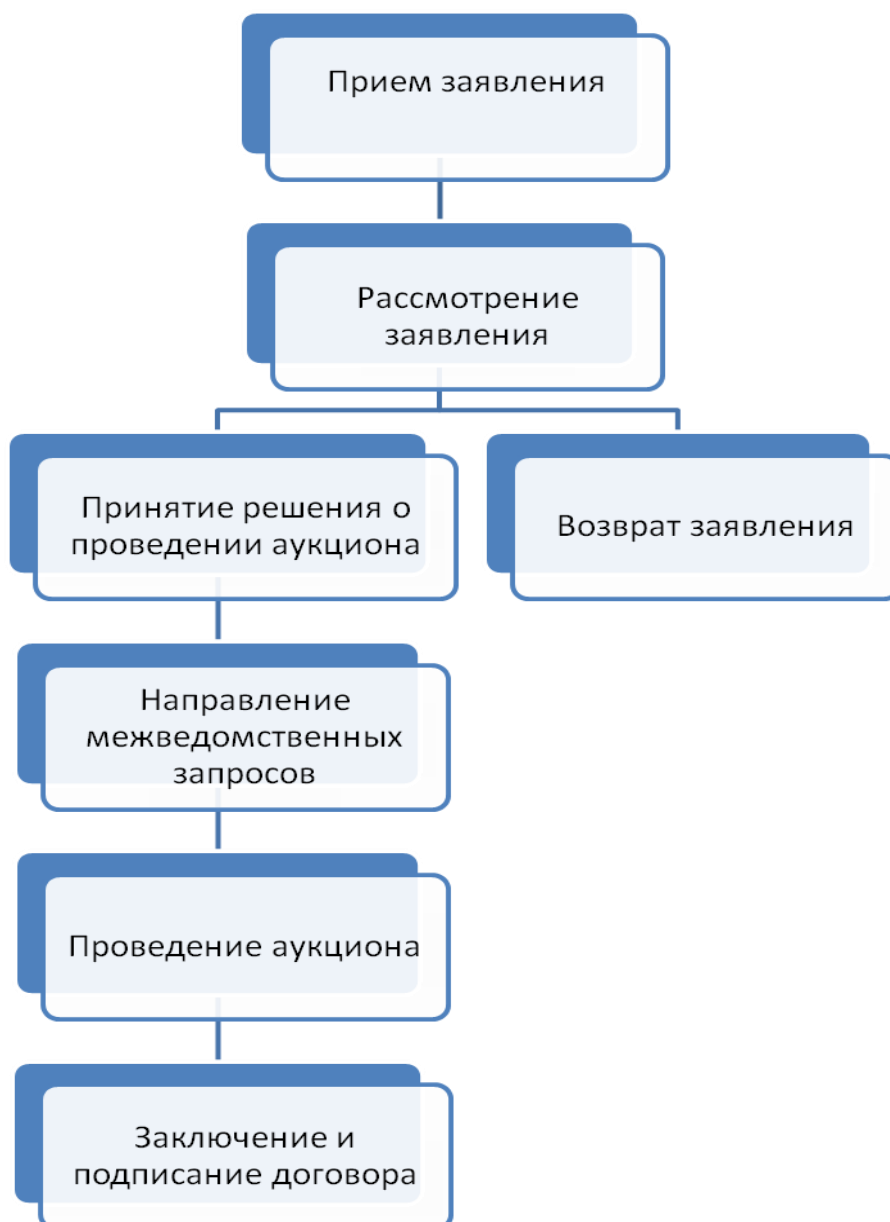 Прием заявления
Рассмотрение
заявления
Принятие решения о
проведении аукциона
Возврат заявления
Направление
межведомственных
запросов
Проведение аукциона
Заключение и
подписание договора